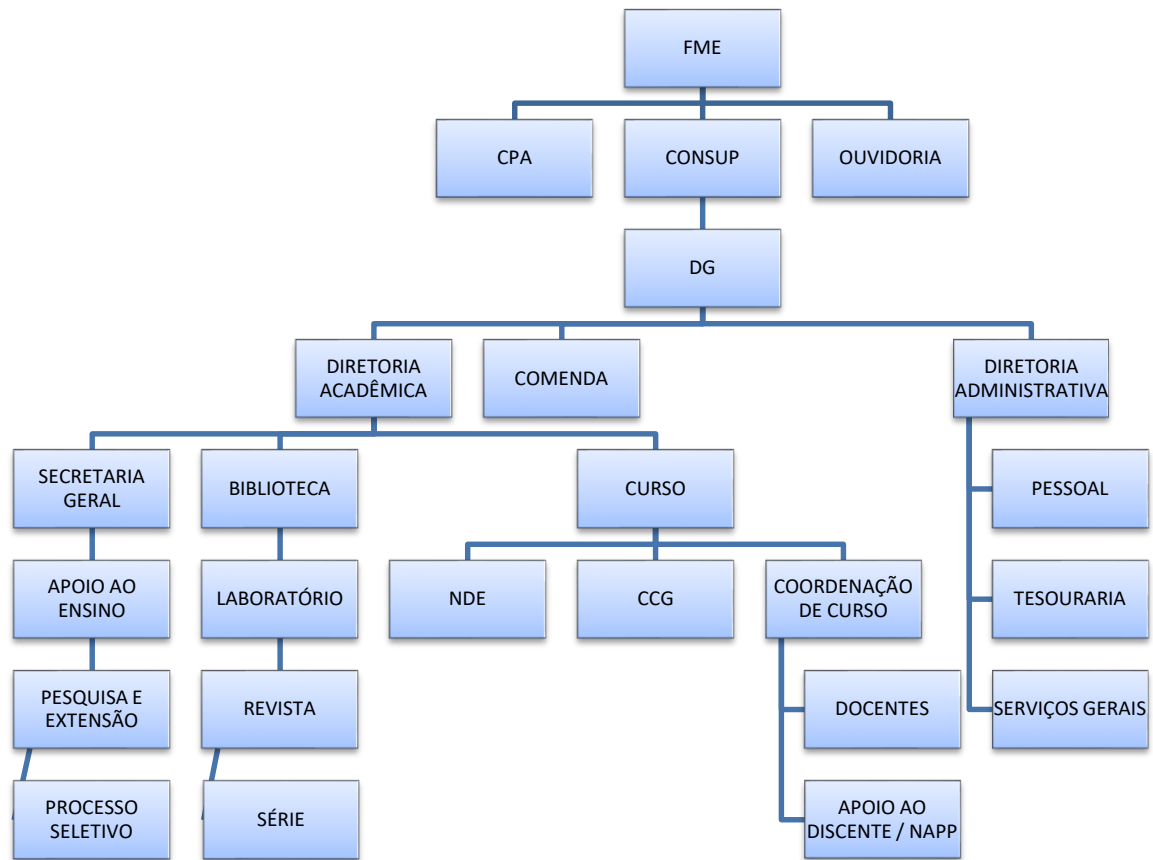 FME
CPA
CONSUP
OUVIDORIA
DG
DIRETORIA
ACADÊMICA
COMENDA
DIRETORIA
ADMINISTRATIVA
SECRETARIA
GERAL
BIBLIOTECA
CURSO
PESSOAL
APOIO AO
ENSINO
LABORATÓRIO
NDE
CCG
COORDENAÇÃO
DE CURSO
TESOURARIA
PESQUISA E
EXTENSÃO
REVISTA
DOCENTES
SERVIÇOS GERAIS
PROCESSO
SELETIVO
SÉRIE
APOIO AO
DISCENTE / NAPP